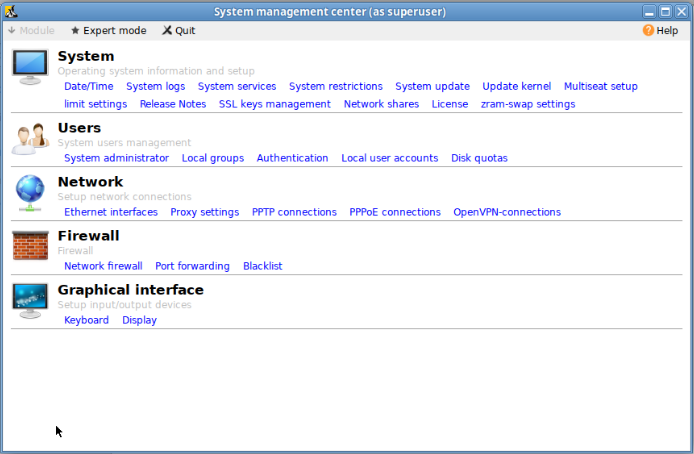 System management center (as superuser)
Module Expert mode Quit Help
System
Operating system information and setup
Date/Time System logs System services System restrictions System update Update kernel Multiseat setup
limit settings Release Notes SSL keys management Network shares License zram-swap settings
Users
System users management
System administrator Local groups Authentication Local user accounts Disk quotas
Network
Setup network connections
Ethernet interfaces Proxy settings PPTP connections PPPoE connections OpenVPN-connections
Firewall
Firewall
Network firewall Port forwarding Blacklist
Graphical interface
Setup input/output devices
Keyboard Display